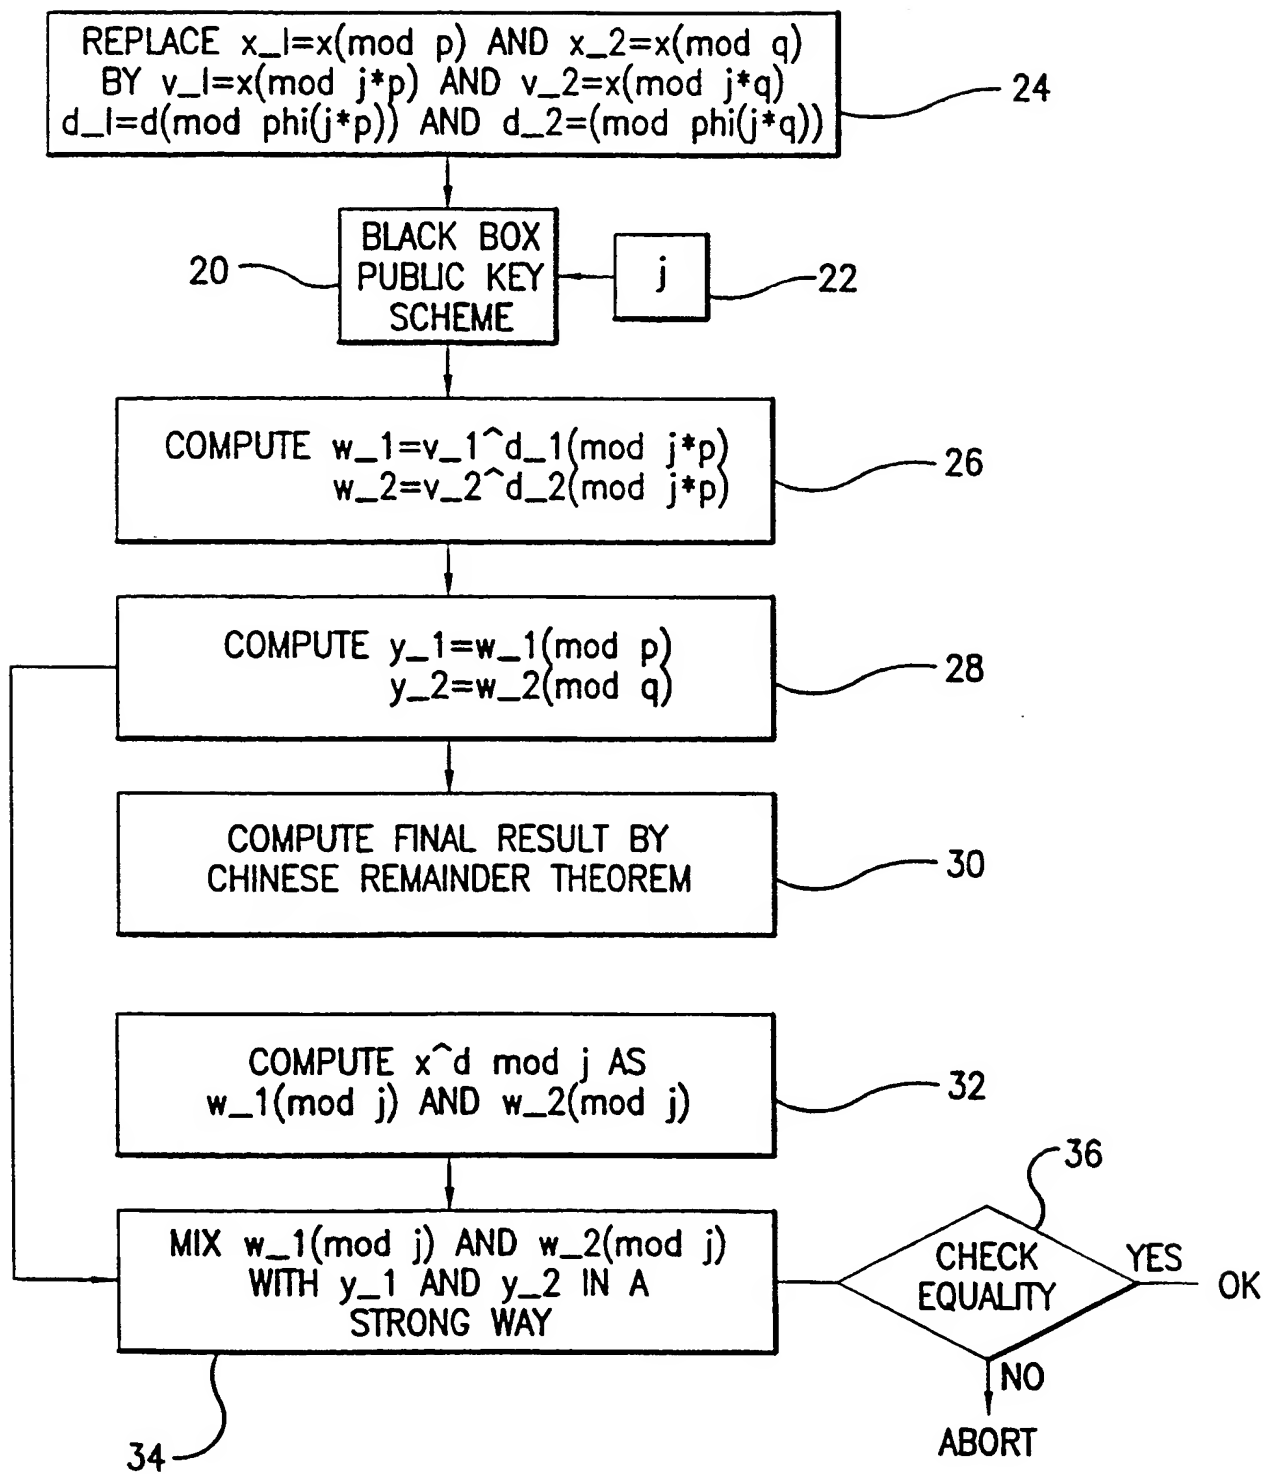 REPLACE x_l=x(mod p) AND x_2=x(mod q)
BY v_l=x(mod j*p) AND v_2=x(mod j*q)
d_l=d(mod phi(j*p)) AND d_2=(mod phi(j*q))
24
BLACK BOX
PUBLIC KEY
SCHEME
20
j
22
COMPUTE w_1=v_1^d_1(mod j*p)
w_2=v_2^d_2(mod j*p)
26
COMPUTE y_1=w_1(mod p)
y_2=w_2(mod q)
28
COMPUTE FINAL RESULT BY
CHINESE REMAINDER THEOREM
30
COMPUTE x^d mod j AS
w_1(mod j) AND w_2(mod j)
32
MIX w_1(mod j) AND w_2(mod j)
WITH y_1 AND y_2 IN A
STRONG WAY
34
36
CHECK
EQUALITY
YES
OK
NO
ABORT